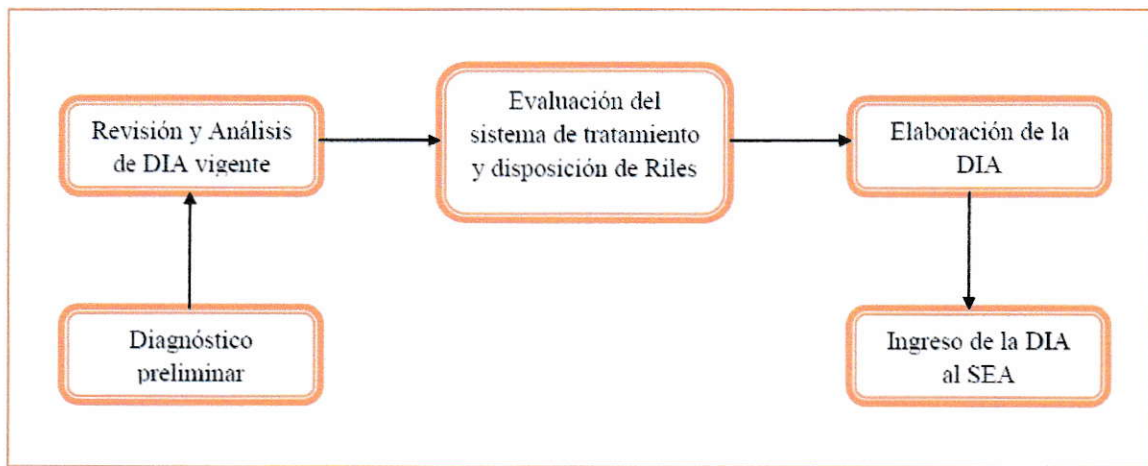 Revisión y Análisis
de DIA vigente
Evaluación del
sistema de tratamiento
y disposición de Riles
Elaboración de la
DIA
Diagnóstico
preliminar
Ingreso de la DIA
al SEA